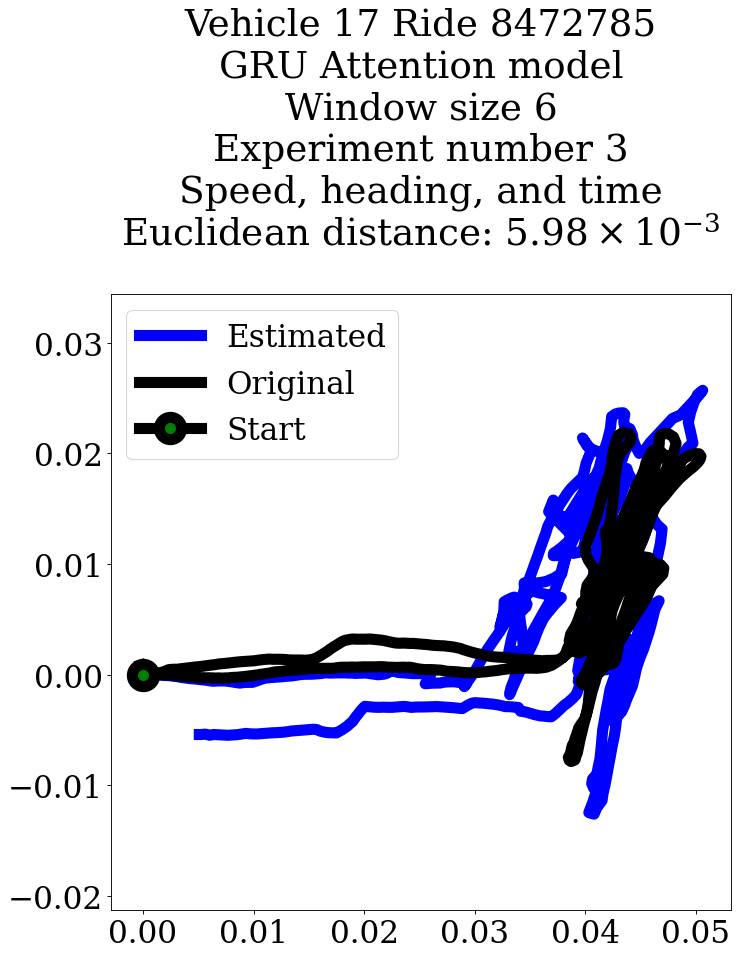 Vehicle 17 Ride 8472785
GRU Attention model
Window size 6
Experiment number 3
Speed, heading, and time
Euclidean distance: 5.98 × 10⁻³
Estimated
Original
Start
0.03
0.02
0.01
0.00
−0.01
−0.02
0.00 0.01 0.02 0.03 0.04 0.05